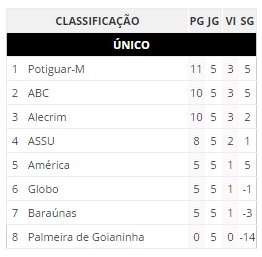 CLASSIFICAÇÃO PG JG VI SG
ÚNICO
1 Potiguar-M 11 5 3 5
2 ABC 10 5 3 5
3 Alecrim 10 5 3 2
4 ASSU 8 5 2 1
5 América 5 5 1 5
6 Globo 5 5 1 -1
7 Baraúnas 5 5 1 -3
8 Palmeira de Goianinha 0 5 0 -14